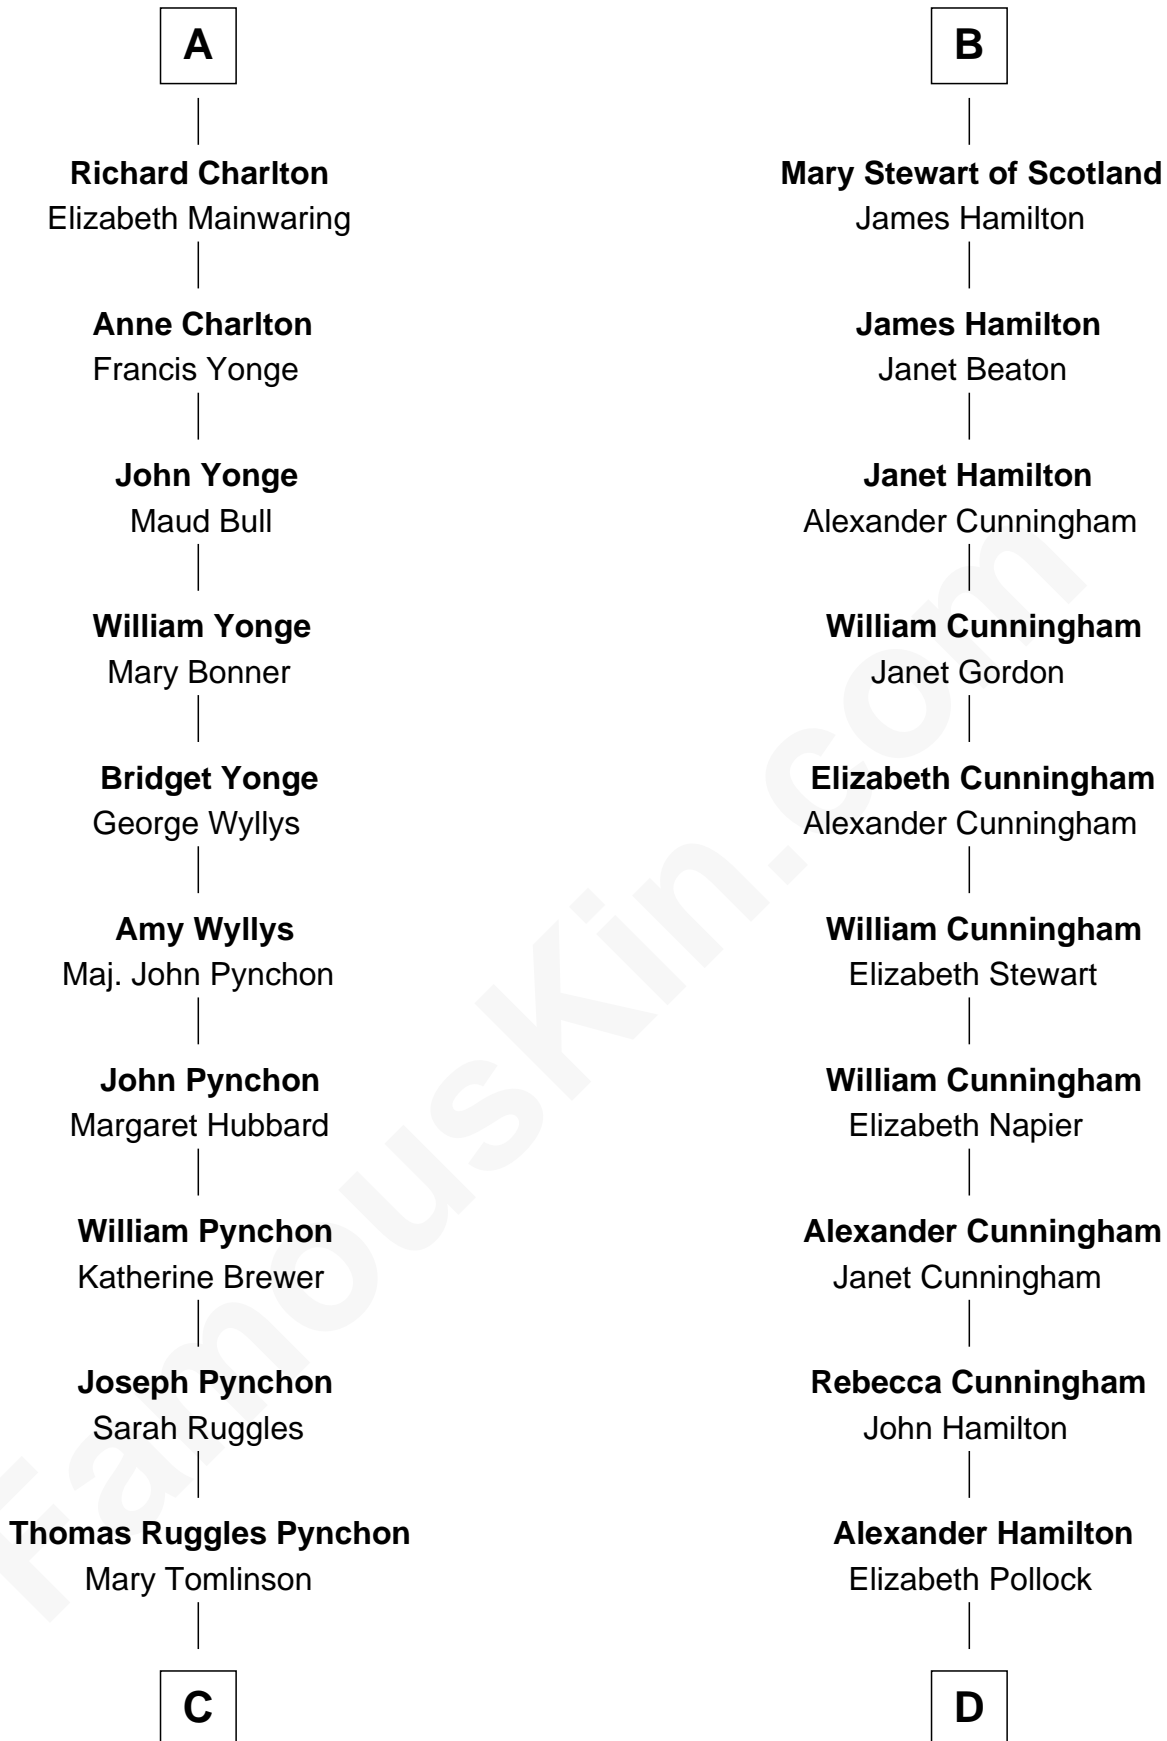 A
Richard Charlton
Elizabeth Mainwaring
Anne Charlton
Francis Yonge
John Yonge
Maud Bull
William Yonge
Mary Bonner
Bridget Yonge
George Wyllys
Amy Wyllys
Maj. John Pynchon
John Pynchon
Margaret Hubbard
William Pynchon
Katherine Brewer
Joseph Pynchon
Sarah Ruggles
Thomas Ruggles Pynchon
Mary Tomlinson
C
B
Mary Stewart of Scotland
James Hamilton
James Hamilton
Janet Beaton
Janet Hamilton
Alexander Cunningham
William Cunningham
Janet Gordon
Elizabeth Cunningham
Alexander Cunningham
William Cunningham
Elizabeth Stewart
William Cunningham
Elizabeth Napier
Alexander Cunningham
Janet Cunningham
Rebecca Cunningham
John Hamilton
Alexander Hamilton
Elizabeth Pollock
D
FamousKin.com